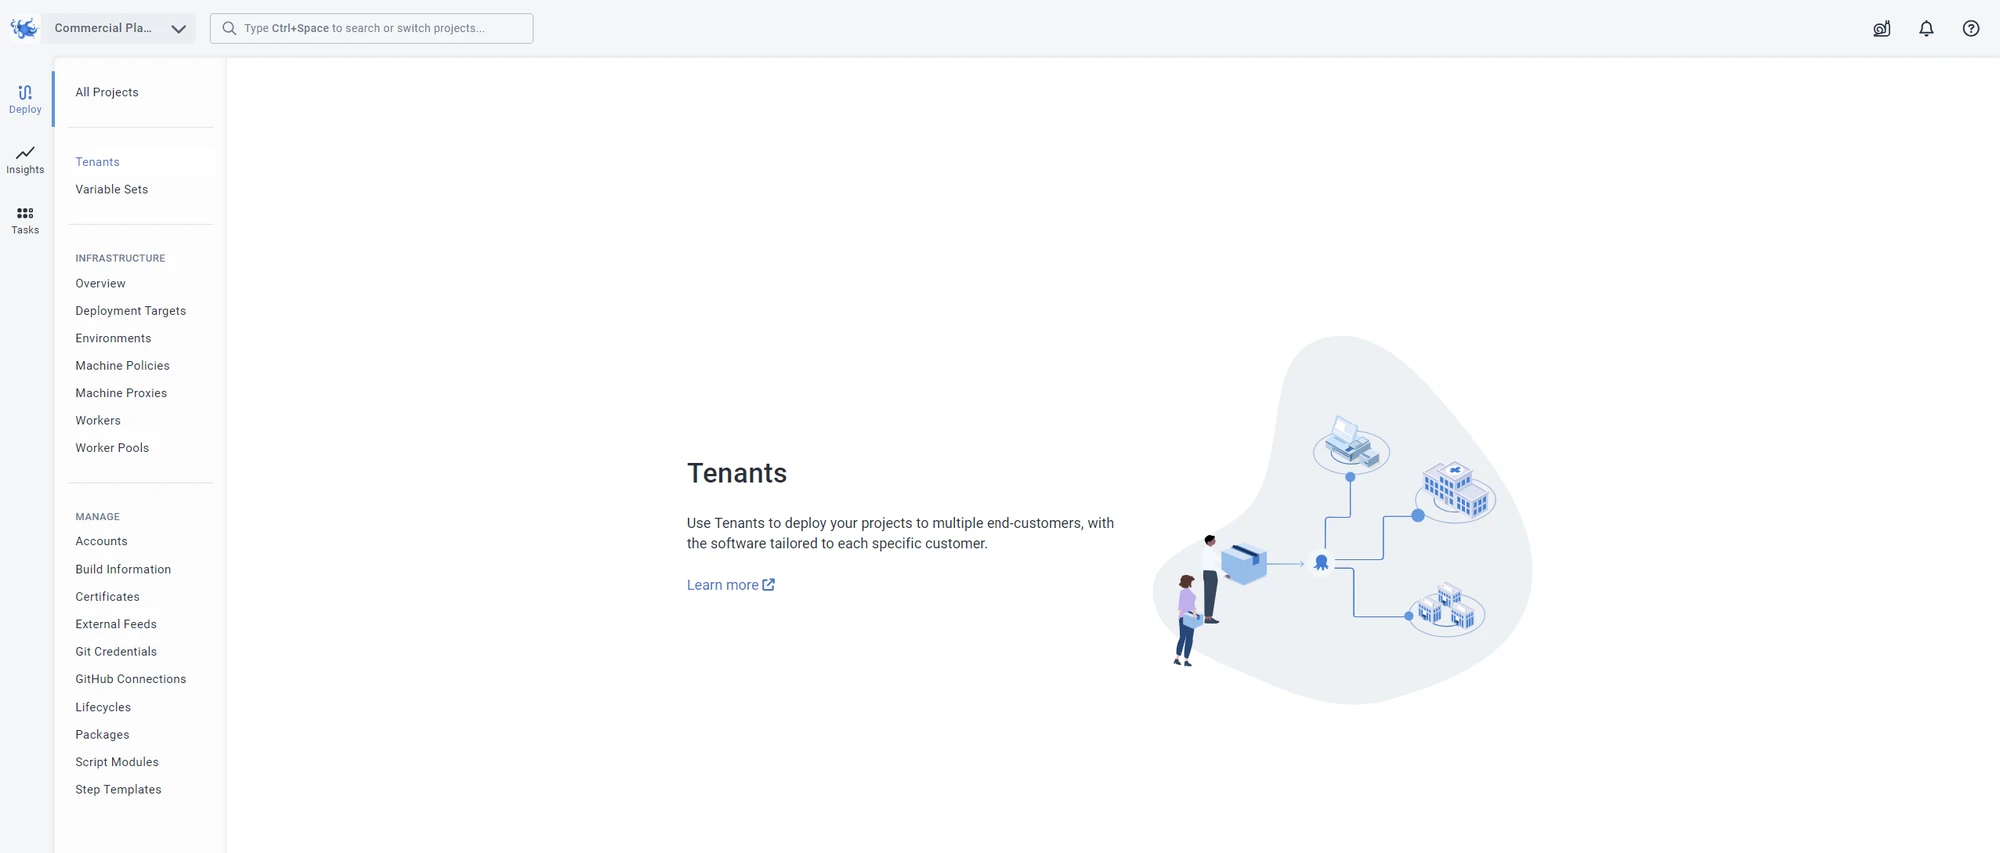 Commercial Pla...
Type Ctrl+Space to search or switch projects...
Deploy
Insights
Tasks
All Projects
Tenants
Variable Sets
INFRASTRUCTURE
Overview
Deployment Targets
Environments
Machine Policies
Machine Proxies
Workers
Worker Pools
MANAGE
Accounts
Build Information
Certificates
External Feeds
Git Credentials
GitHub Connections
Lifecycles
Packages
Script Modules
Step Templates
Tenants
Use Tenants to deploy your projects to multiple end-customers, with
the software tailored to each specific customer.
Learn more